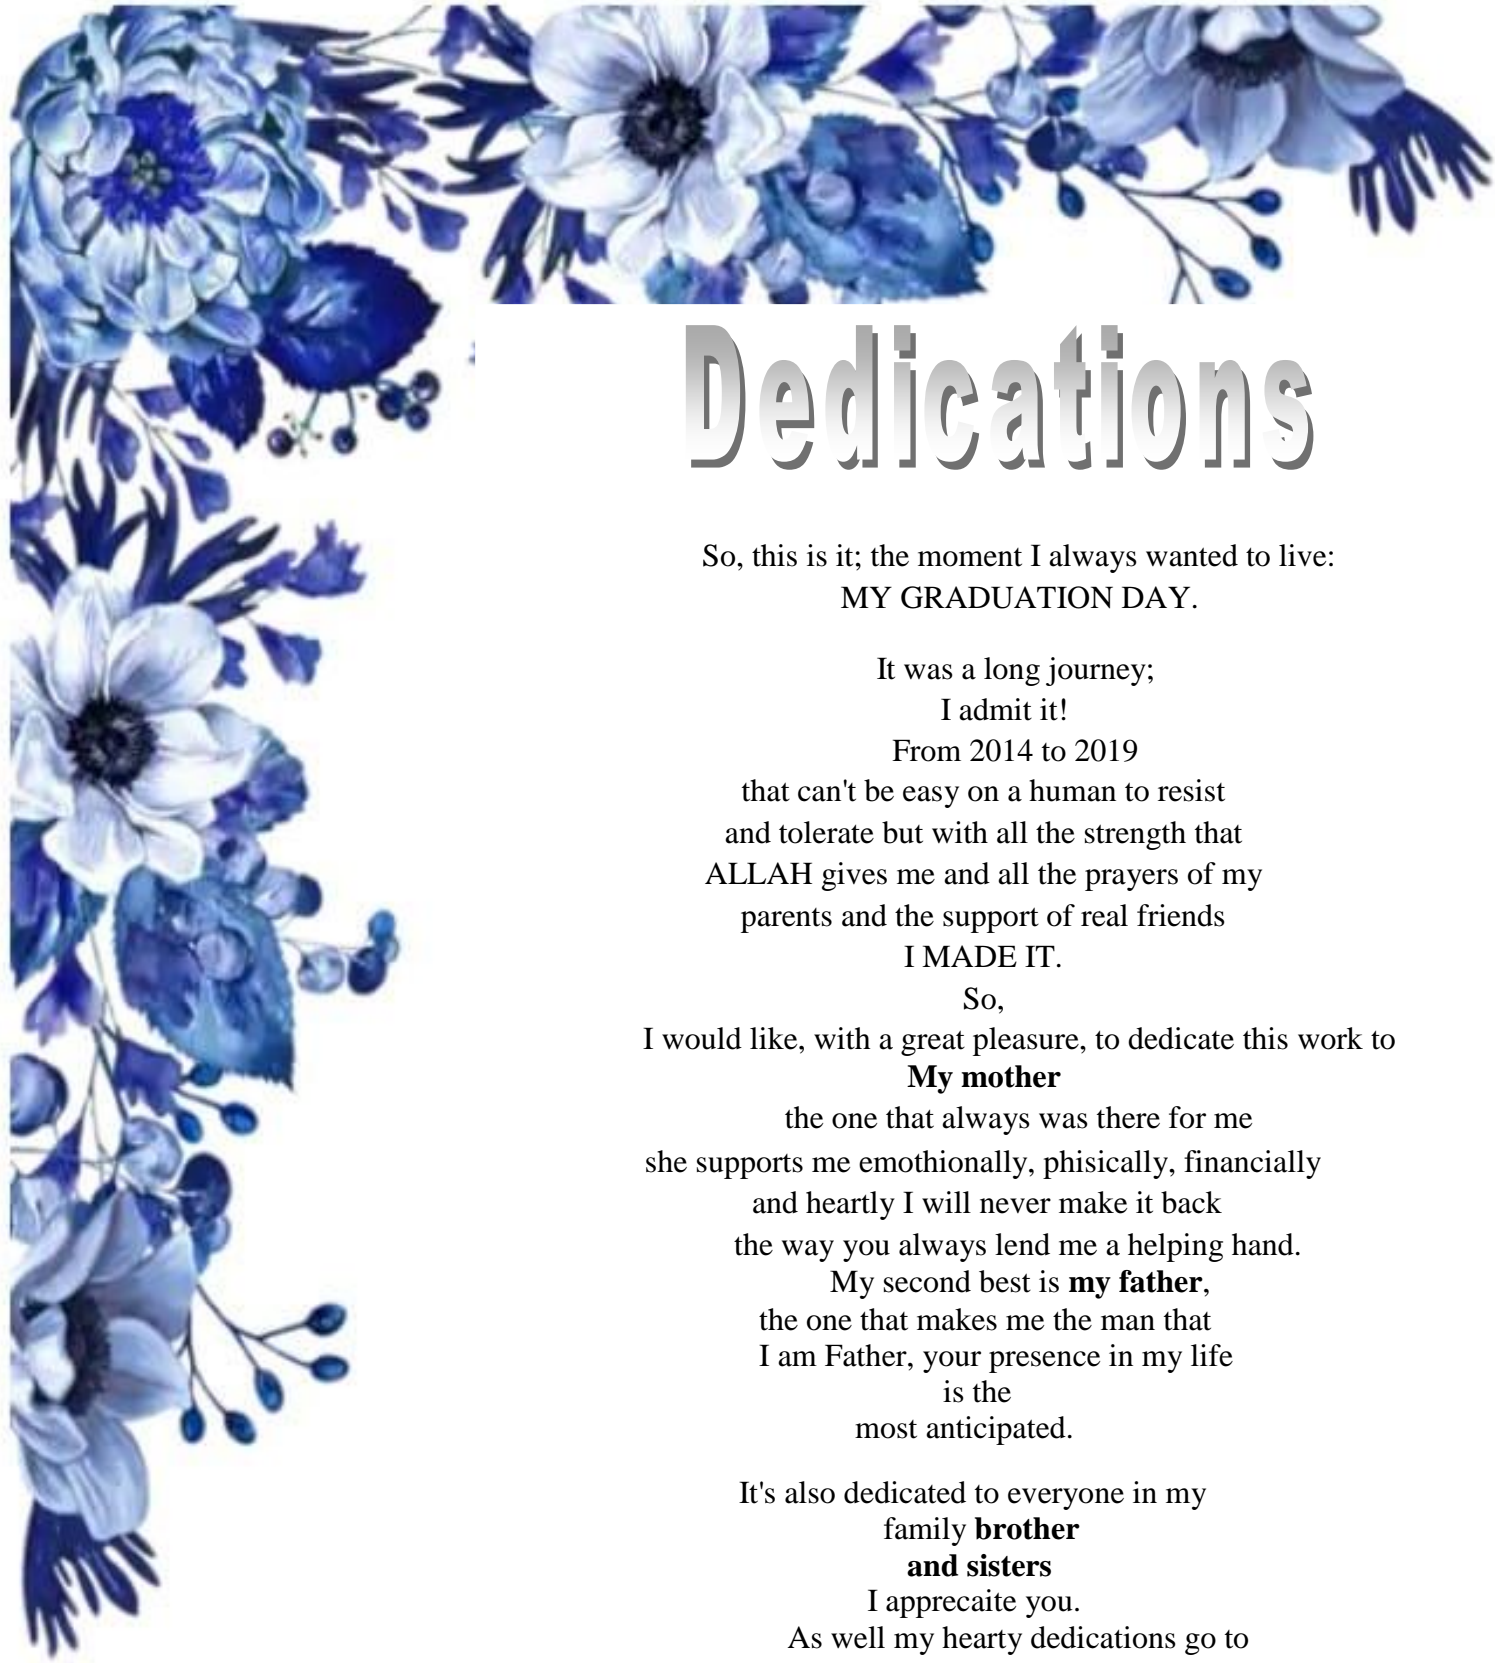 Dedications
So, this is it; the moment I always wanted to live:
MY GRADUATION DAY.
It was a long journey;
I admit it!
From 2014 to 2019
that can't be easy on a human to resist
and tolerate but with all the strength that
ALLAH gives me and all the prayers of my
parents and the support of real friends
I MADE IT.
So,
I would like, with a great pleasure, to dedicate this work to
My mother
the one that always was there for me
she supports me emothionally, phisically, financially
and heartly I will never make it back
the way you always lend me a helping hand.
My second best is my father,
the one that makes me the man that
I am Father, your presence in my life
is the
most anticipated.
It's also dedicated to everyone in my
family brother
and sisters
I apprecaite you.
As well my hearty dedications go to